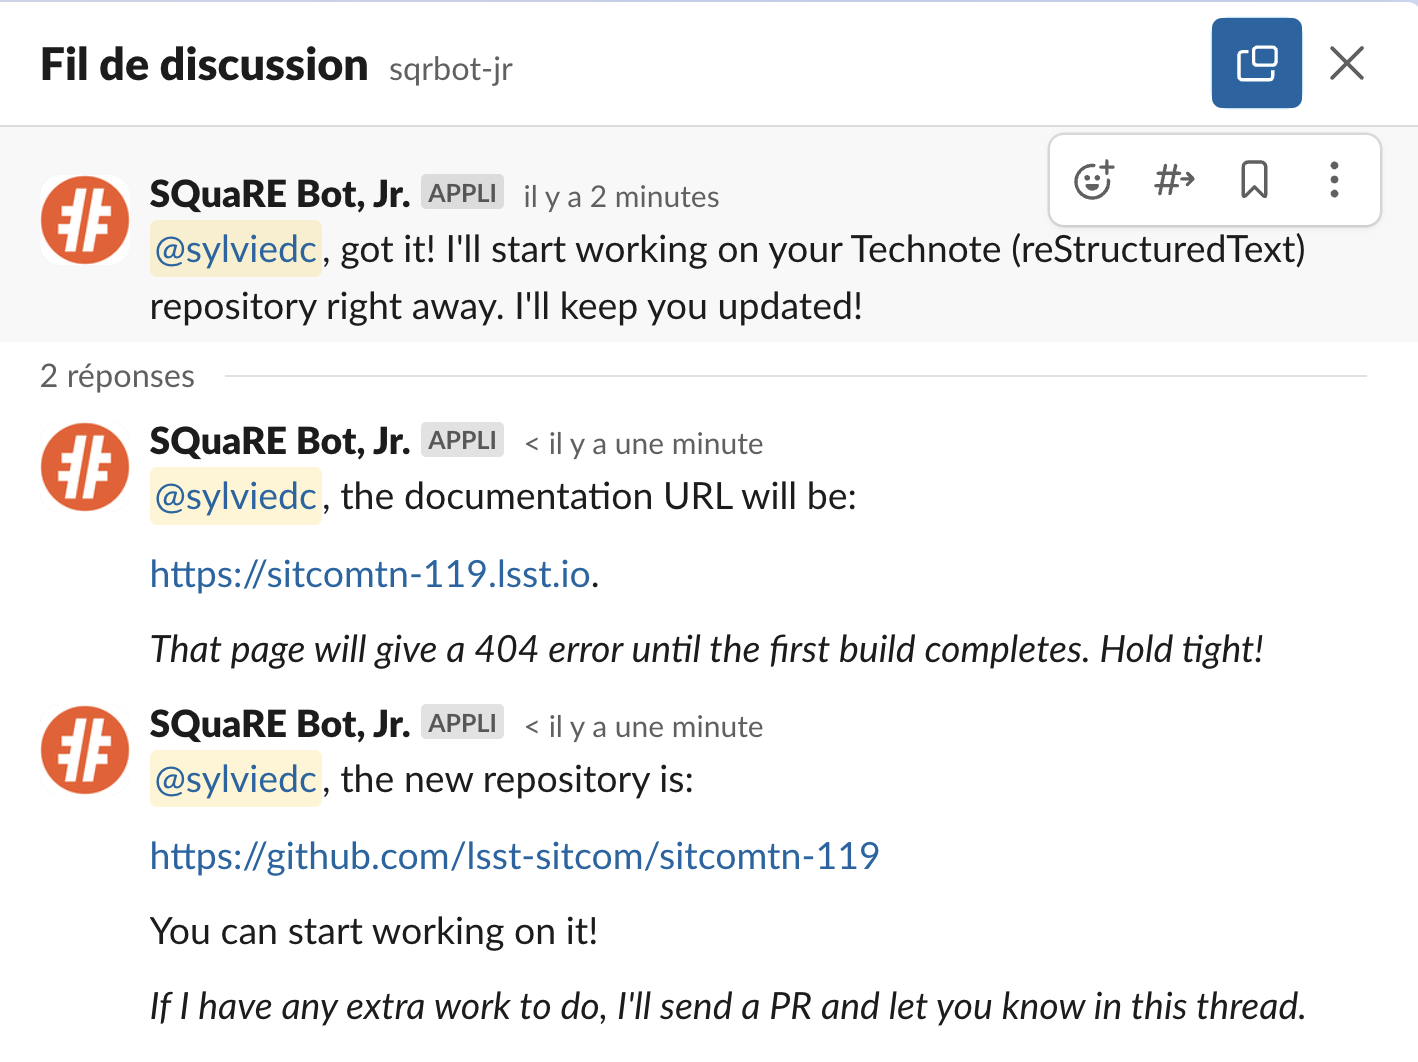 Fil de discussion sqrbot-jr
SQuaRE Bot, Jr. APPLI il y a 2 minutes
@sylviedc, got it! I'll start working on your Technote (reStructuredText)
repository right away. I'll keep you updated!
2 réponses
SQuaRE Bot, Jr. APPLI < il y a une minute
@sylviedc, the documentation URL will be:
https://sitcomtn-119.lsst.io.
That page will give a 404 error until the first build completes. Hold tight!
SQuaRE Bot, Jr. APPLI < il y a une minute
@sylviedc, the new repository is:
https://github.com/lsst-sitcom/sitcomtn-119
You can start working on it!
If I have any extra work to do, I'll send a PR and let you know in this thread.